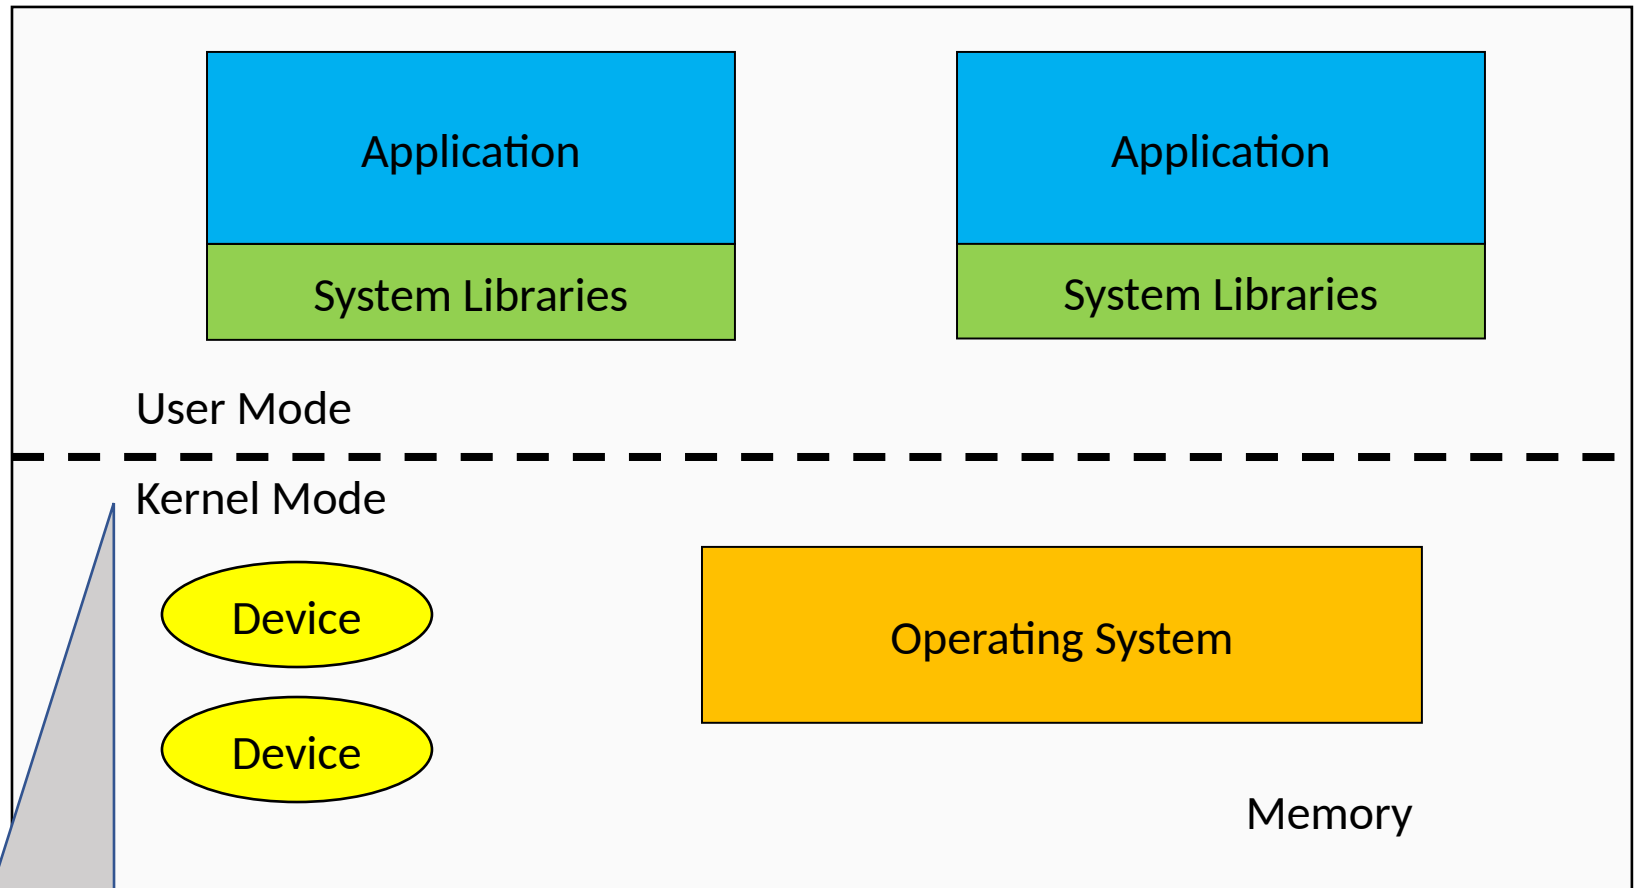 Application
Application
System Libraries
System Libraries
User Mode
Kernel Mode
Device
Operating System
Device
Memory